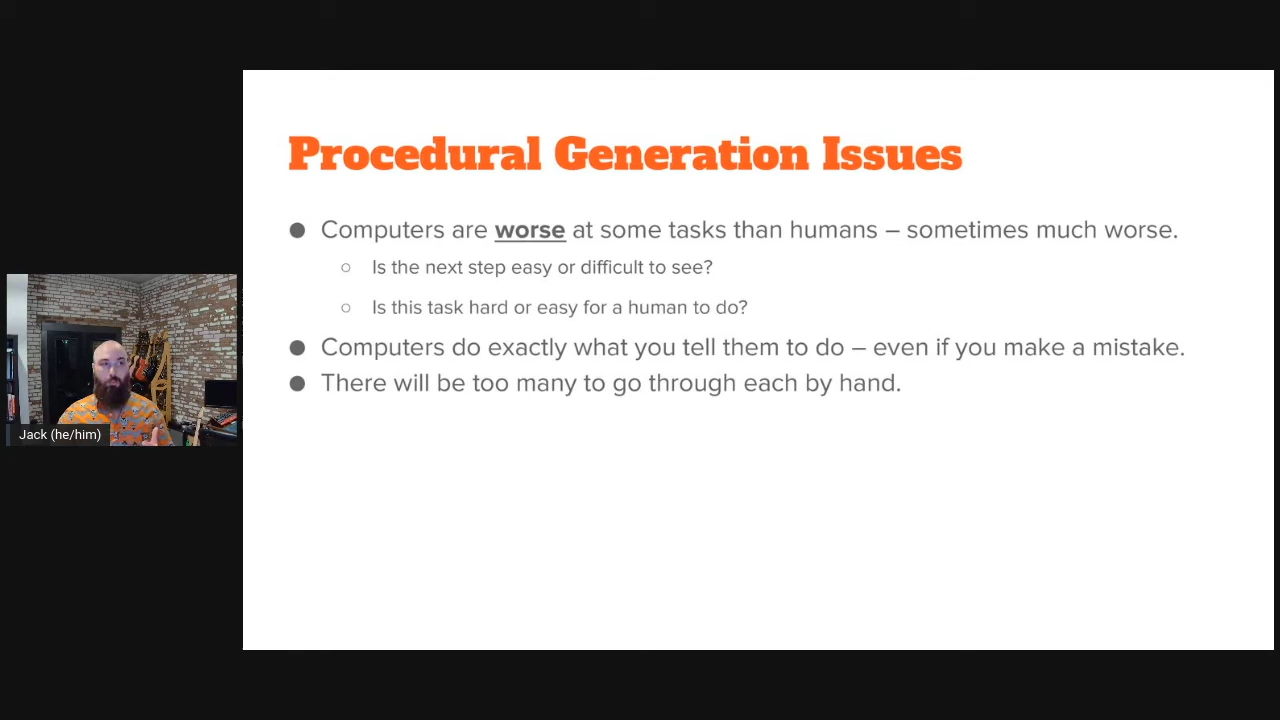 Procedural Generation Issues
● Computers are worse at some tasks than humans – sometimes much worse.
○ Is the next step easy or difficult to see?
○ Is this task hard or easy for a human to do?
● Computers do exactly what you tell them to do – even if you make a mistake.
● There will be too many to go through each by hand.
Jack (he/him)